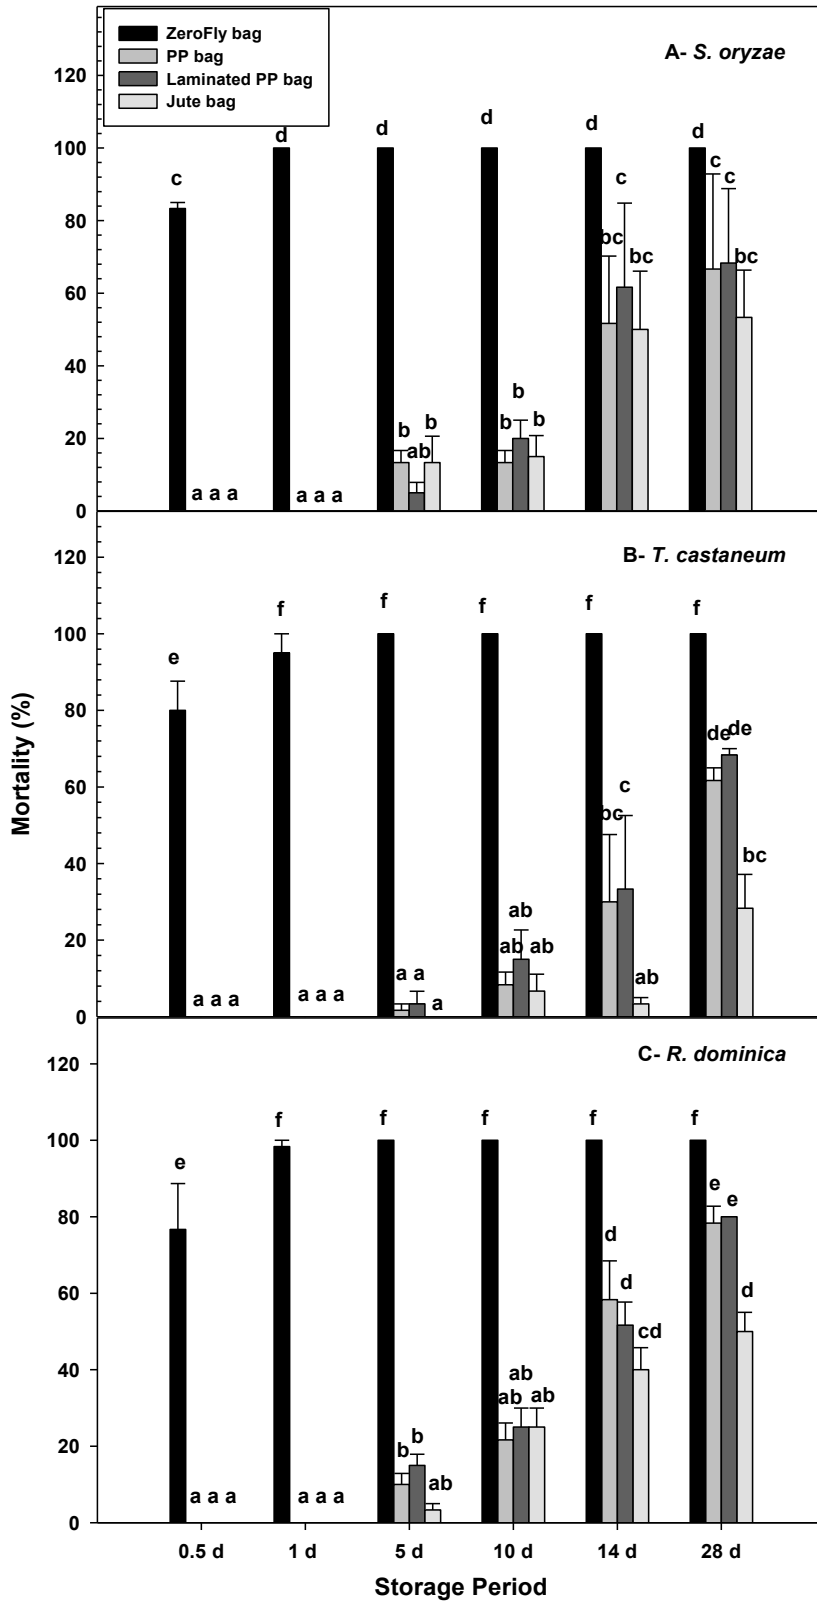 ZeroFly bag
PP bag
Laminated PP bag
Jute bag
A- S. oryzae
120
100
80
60
40
20
0
c
a a a
d
a a a
d
b
ab
b
d
b
b
b
d
bc
c
bc
d
c
c
bc
B- T. castaneum
120
100
80
60
40
20
0
e
a a a
f
a a a
f
a a
a
f
ab
ab
ab
f
bc
c
ab
f
de
de
bc
Mortality (%)
C- R. dominica
120
100
80
60
40
20
0
e
a a a
f
a a a
f
b
b
ab
f
ab
ab
ab
f
d
d
cd
f
e
e
d
0.5 d 1 d 5 d 10 d 14 d 28 d
Storage Period